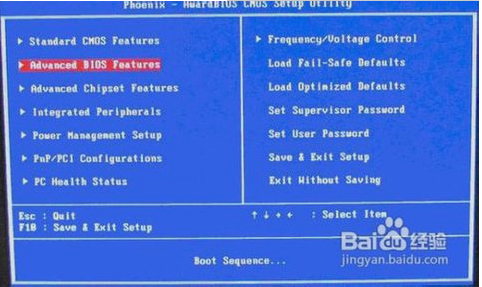 Phoenix - AwardBIOS CMOS Setup Utility
Standard CMOS Features
Advanced BIOS Features
Advanced Chipset Features
Integrated Peripherals
Power Management Setup
PnP/PCI Configurations
PC Health Status
Frequency/Voltage Control
Load Fail-Safe Defaults
Load Optimized Defaults
Set Supervisor Password
Set User Password
Save & Exit Setup
Exit Without Saving
Esc : Quit
F10 : Save & Exit Setup
↑ ↓ → ← : Select Item
Boot Sequence...
Baidu 经验
jingyan.baidu.com